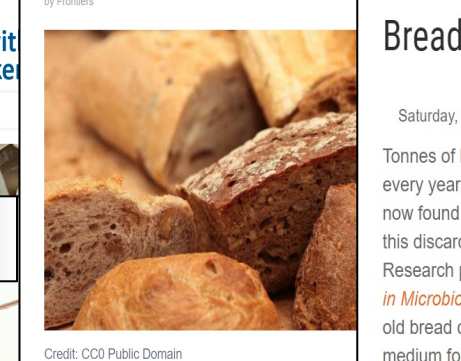 by Frontiers
Credit: CC0 Public Domain
Bread
Saturday,
Tonnes of
every year
now found
this discar
Research
in Microbio
old bread
medium fo